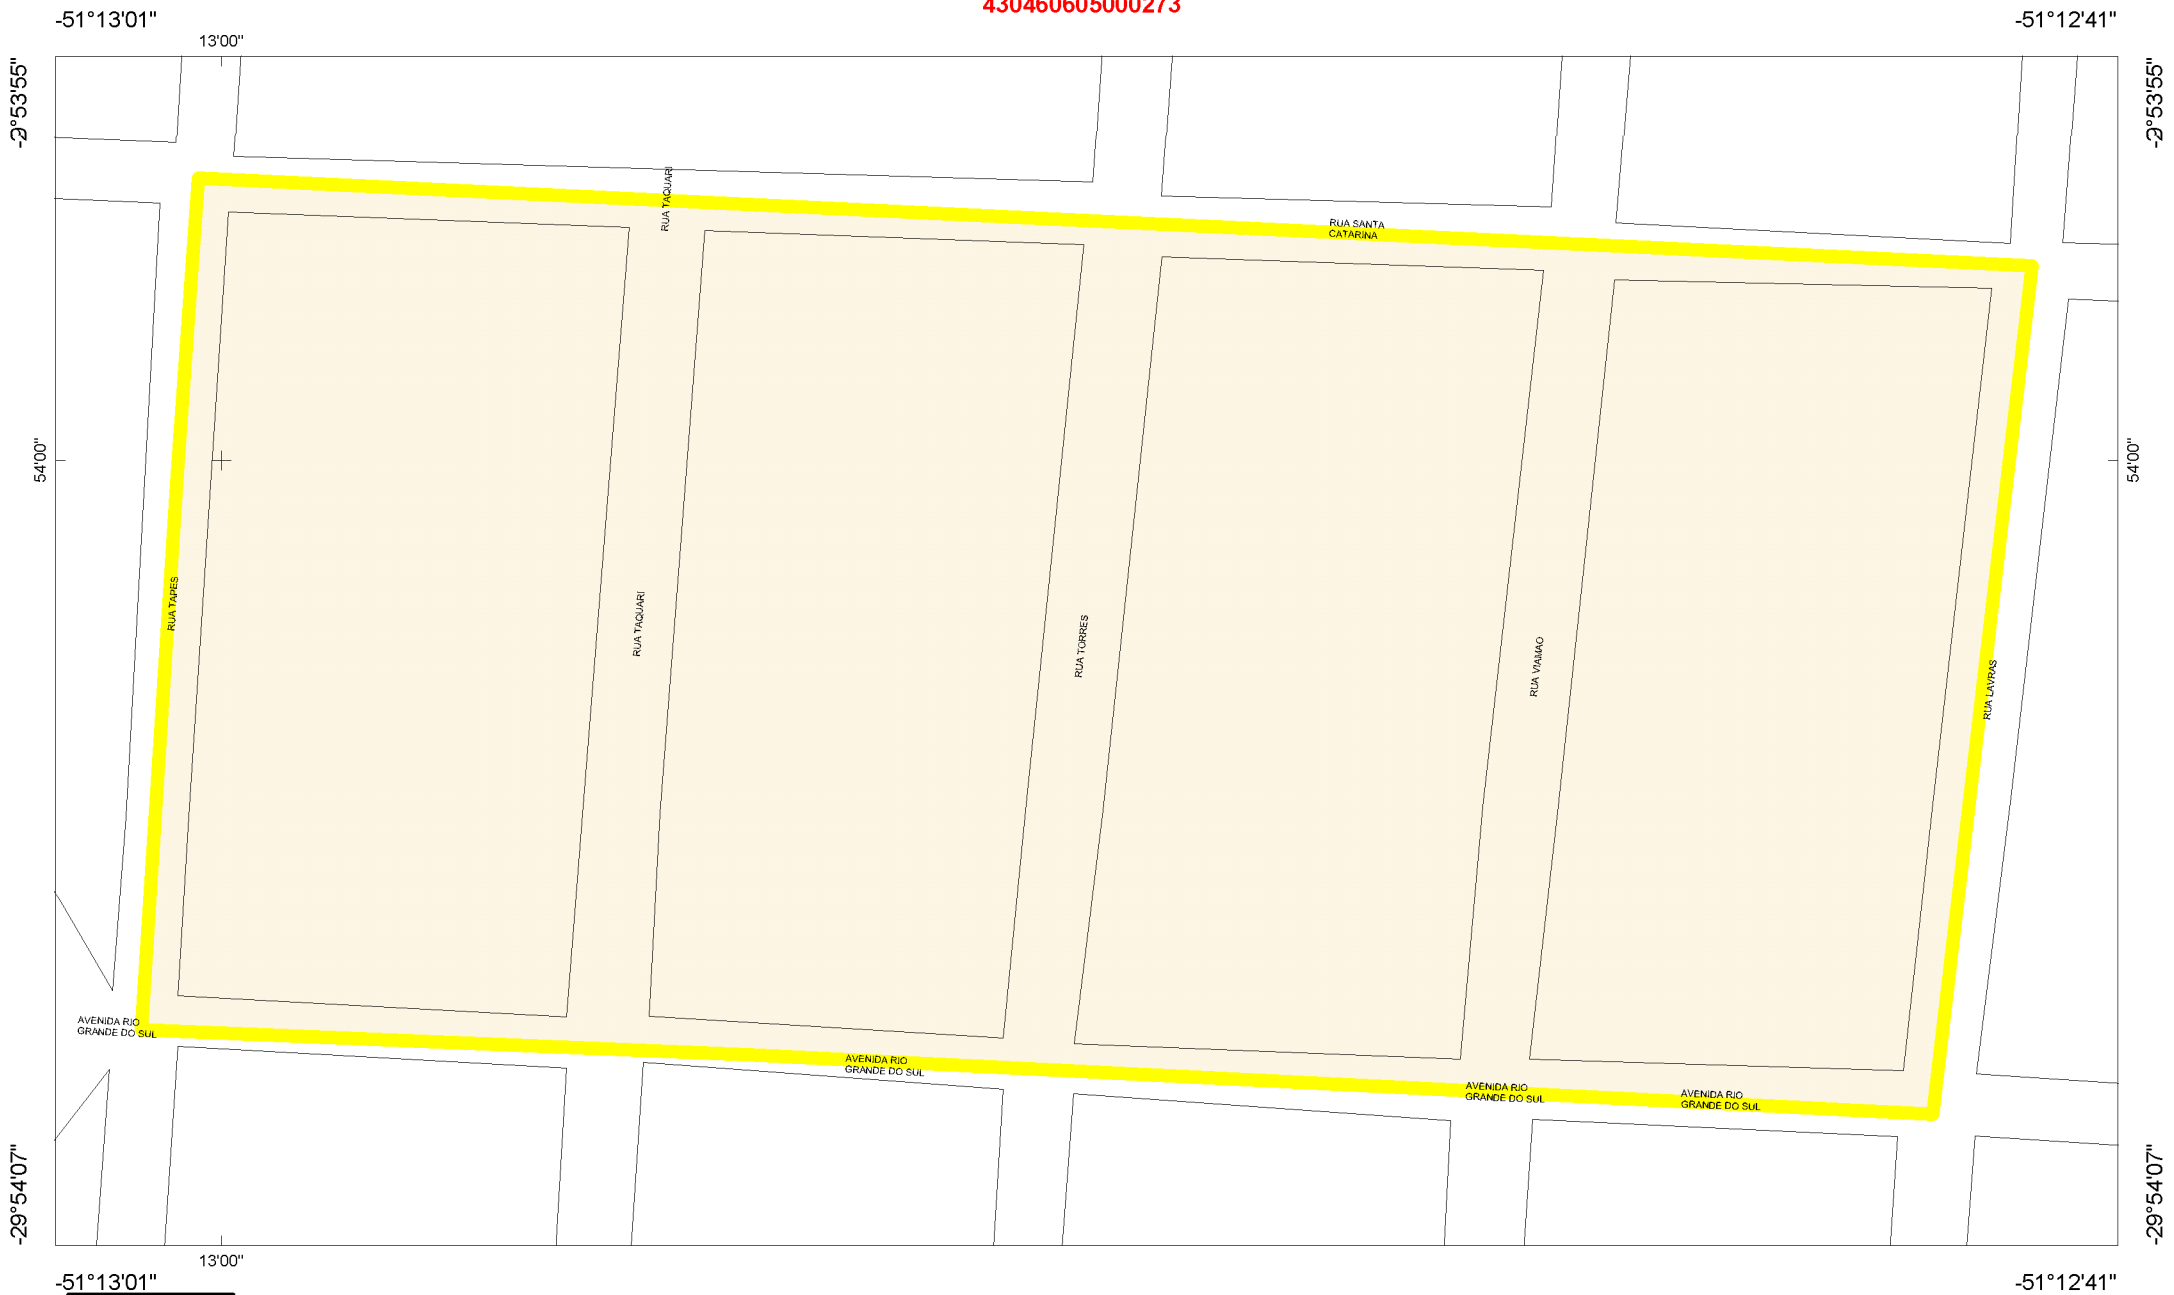 430460605000273
-51°13'01"
-51°12'41"
13'00"
-2°53'55"
-2°53'55"
RUA TAQUARI
RUA SANTA
CATARINA
54'00"
54'00"
RUA TAPES
RUA TAQUARI
RUA TORRES
RUA VIAMAO
RUA LAVRAS
AVENIDA RIO
GRANDE DO SUL
AVENIDA RIO
GRANDE DO SUL
AVENIDA RIO
GRANDE DO SUL
AVENIDA RIO
GRANDE DO SUL
-29°54'07"
-29°54'07"
13'00"
-51°13'01"
-51°12'41"